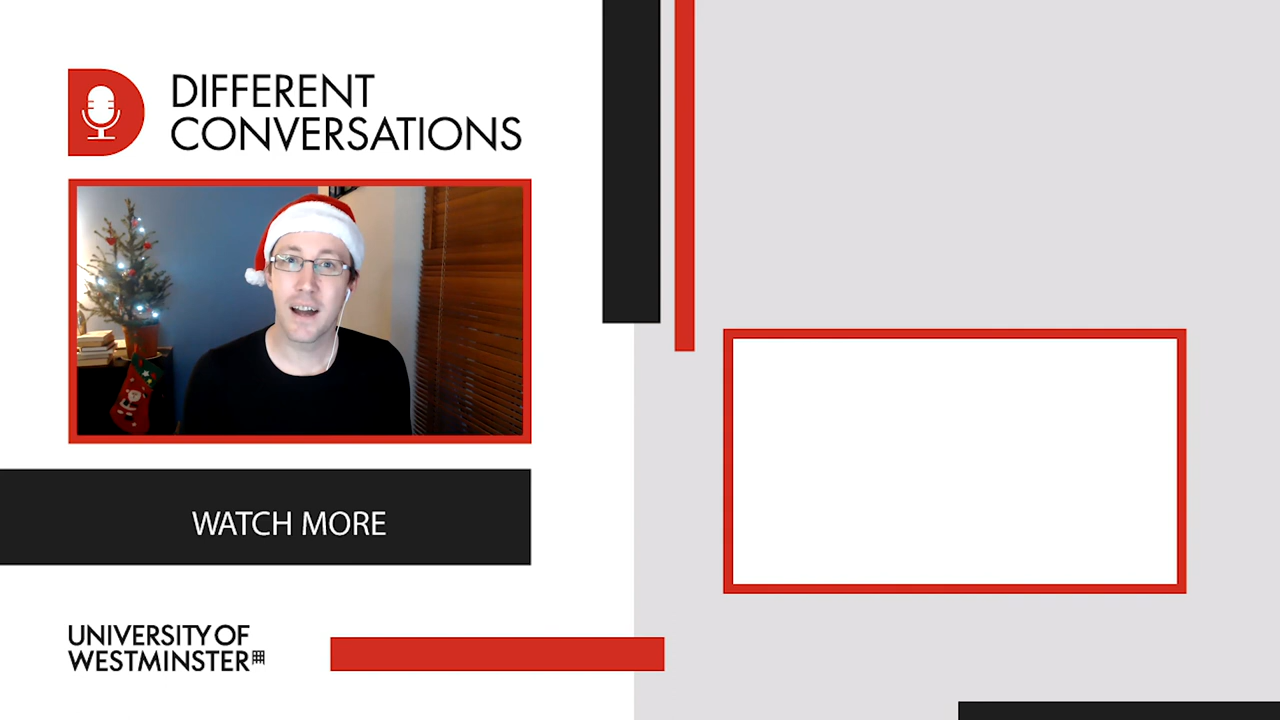 DIFFERENT
CONVERSATIONS
WATCH MORE
UNIVERSITY OF
WESTMINSTER